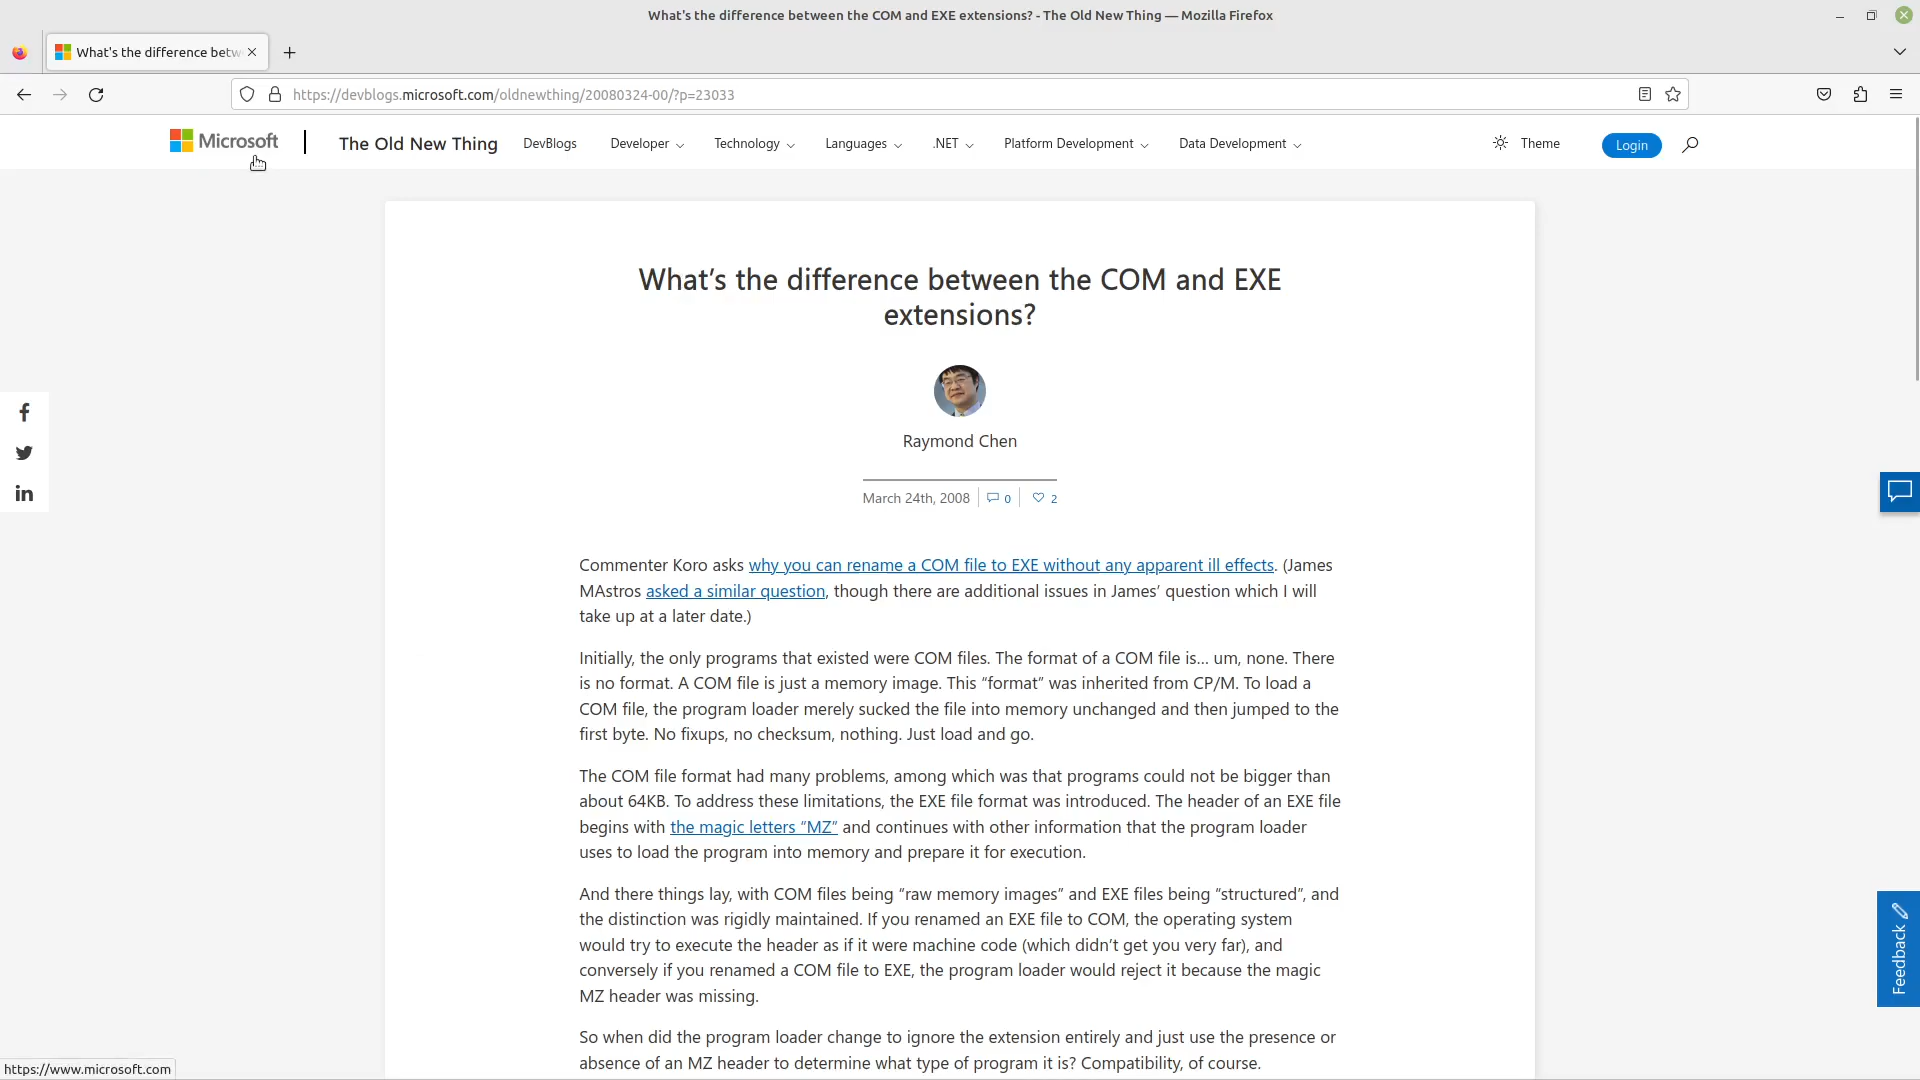 What's the difference between the COM and EXE extensions? - The Old New Thing — Mozilla Firefox
What's the difference betw
https://devblogs.microsoft.com/oldnewthing/20080324-00/?p=23033
Microsoft
The Old New Thing
DevBlogs
Developer
Technology
Languages
.NET
Platform Development
Data Development
Theme
Login
What’s the difference between the COM and EXE
extensions?
Raymond Chen
March 24th, 2008
0
2
Commenter Koro asks why you can rename a COM file to EXE without any apparent ill effects. (James
MAstros asked a similar question, though there are additional issues in James’ question which I will
take up at a later date.)
Initially, the only programs that existed were COM files. The format of a COM file is… um, none. There
is no format. A COM file is just a memory image. This “format” was inherited from CP/M. To load a
COM file, the program loader merely sucked the file into memory unchanged and then jumped to the
first byte. No fixups, no checksum, nothing. Just load and go.
The COM file format had many problems, among which was that programs could not be bigger than
about 64KB. To address these limitations, the EXE file format was introduced. The header of an EXE file
begins with the magic letters “MZ” and continues with other information that the program loader
uses to load the program into memory and prepare it for execution.
And there things lay, with COM files being “raw memory images” and EXE files being “structured”, and
the distinction was rigidly maintained. If you renamed an EXE file to COM, the operating system
would try to execute the header as if it were machine code (which didn’t get you very far), and
conversely if you renamed a COM file to EXE, the program loader would reject it because the magic
MZ header was missing.
So when did the program loader change to ignore the extension entirely and just use the presence or
absence of an MZ header to determine what type of program it is? Compatibility, of course.
Feedback
https://www.microsoft.com